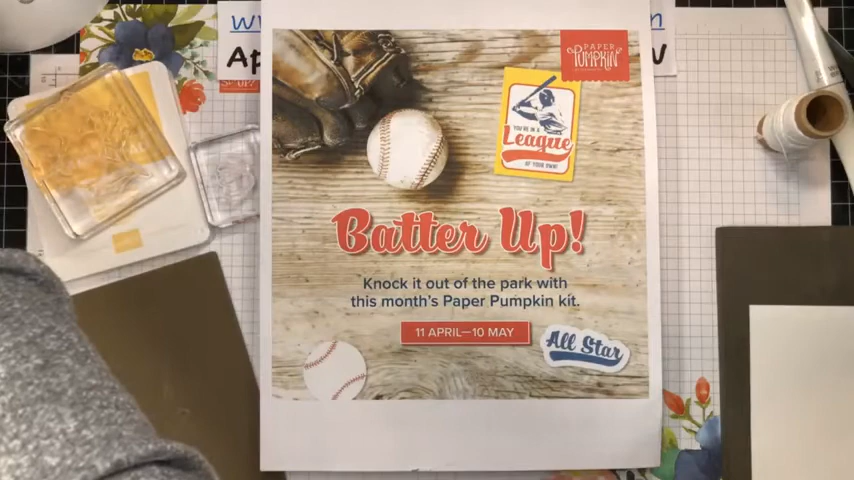 PAPER
PUMPKIN
YOU'RE IN A
League
OF YOUR OWN!
Batter Up!
Knock it out of the park with
this month's Paper Pumpkin kit.
11 APRIL—10 MAY
All Star